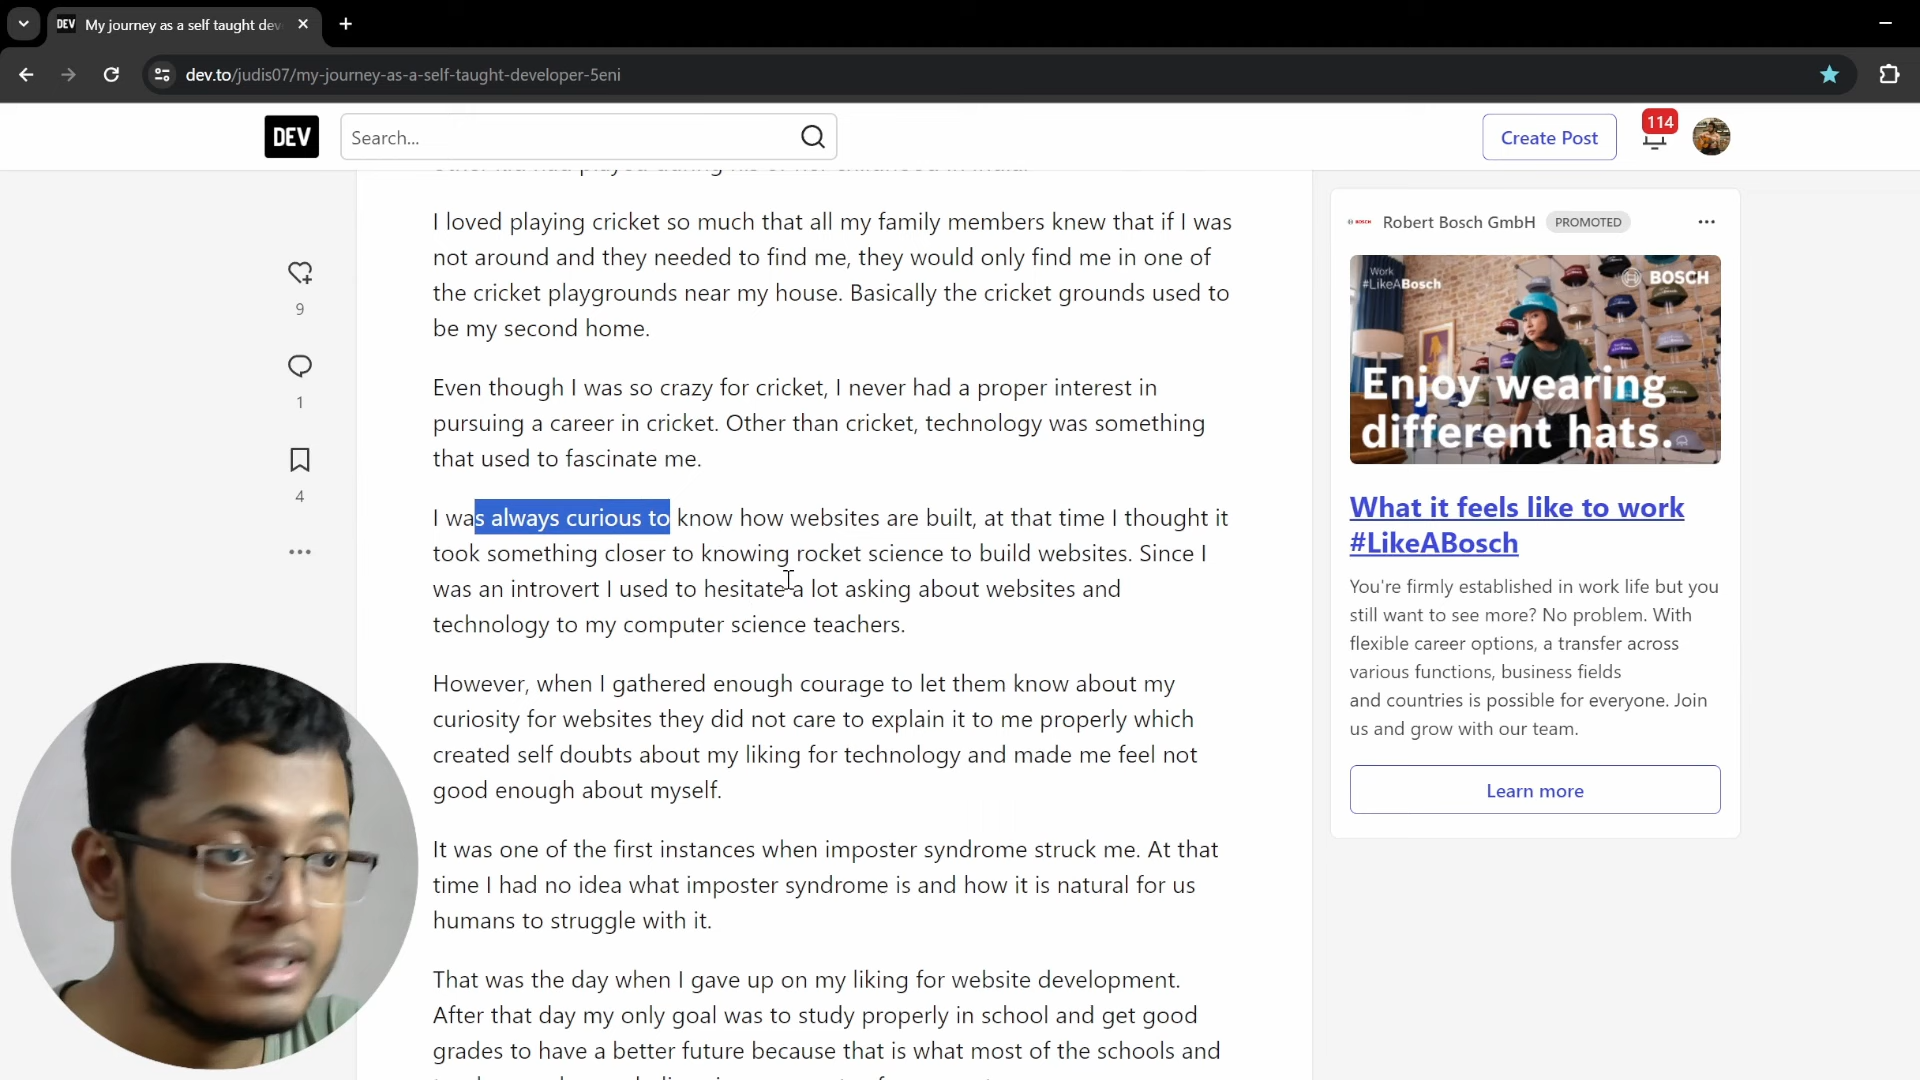 DEV My journey as a self taught dev
dev.to/judis07/my-journey-as-a-self-taught-developer-5eni
DEV
Search...
Create Post
114
I loved playing cricket so much that all my family members knew that if I was
not around and they needed to find me, they would only find me in one of
the cricket playgrounds near my house. Basically the cricket grounds used to
be my second home.
Even though I was so crazy for cricket, I never had a proper interest in
pursuing a career in cricket. Other than cricket, technology was something
that used to fascinate me.
I was always curious to know how websites are built, at that time I thought it
took something closer to knowing rocket science to build websites. Since I
was an introvert I used to hesitate a lot asking about websites and
technology to my computer science teachers.
However, when I gathered enough courage to let them know about my
curiosity for websites they did not care to explain it to me properly which
created self doubts about my liking for technology and made me feel not
good enough about myself.
It was one of the first instances when imposter syndrome struck me. At that
time I had no idea what imposter syndrome is and how it is natural for us
humans to struggle with it.
That was the day when I gave up on my liking for website development.
After that day my only goal was to study properly in school and get good
grades to have a better future because that is what most of the schools and
9
1
4
Robert Bosch GmbH PROMOTED
Work
#LikeABosch
BOSCH
Enjoy wearing
different hats.
What it feels like to work
#LikeABosch
You're firmly established in work life but you
still want to see more? No problem. With
flexible career options, a transfer across
various functions, business fields
and countries is possible for everyone. Join
us and grow with our team.
Learn more